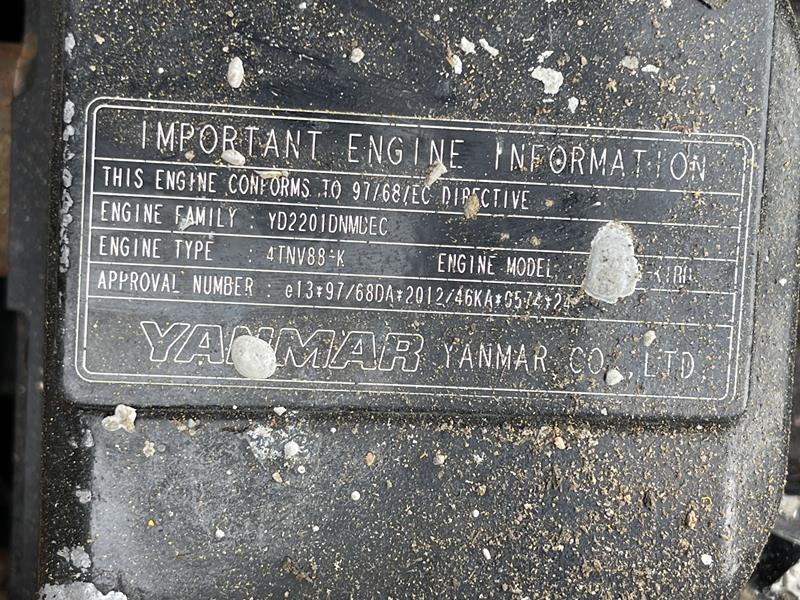 IMPORTANT ENGINE INFORMATION
THIS ENGINE CONFORMS TO 97/68/EC DIRECTIVE
ENGINE FAMILY : YD2201DNMDEC
ENGINE TYPE : 4TNV88-K ENGINE MODEL
APPROVAL NUMBER : e13*97/68DA*2012/46KA*0574*2
YANMAR YANMAR CO.,LTD